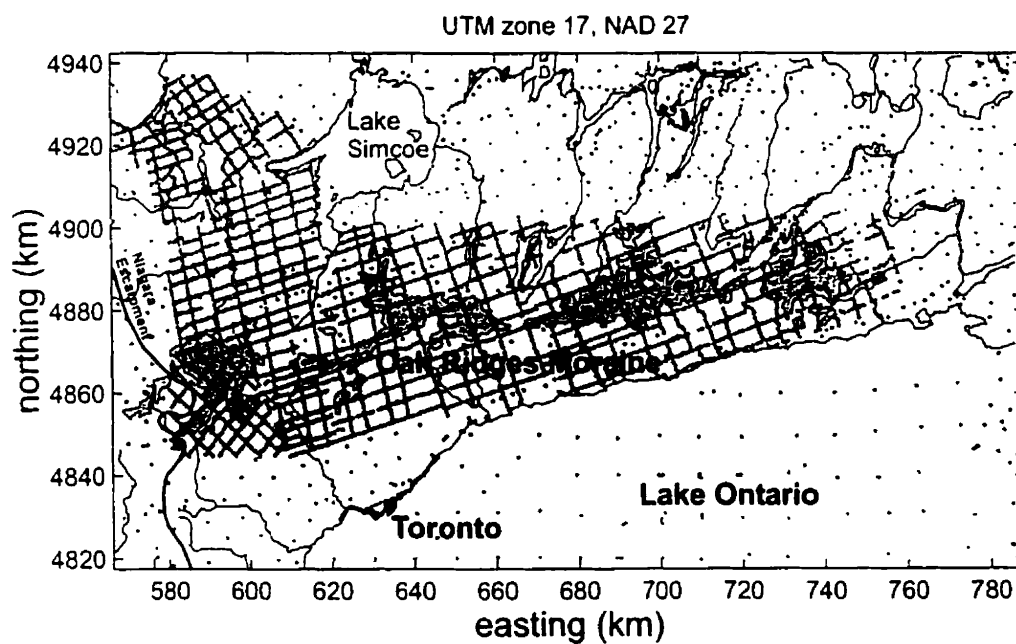 UTM zone 17, NAD 27
4940
4920
4900
4880
4860
4840
4820
northing (km)
Lake
Simcoe
Niagara
Escarpment
Oak Ridges Moraine
Lake Ontario
Toronto
580 600 620 640 660 680 700 720 740 760 780
easting (km)